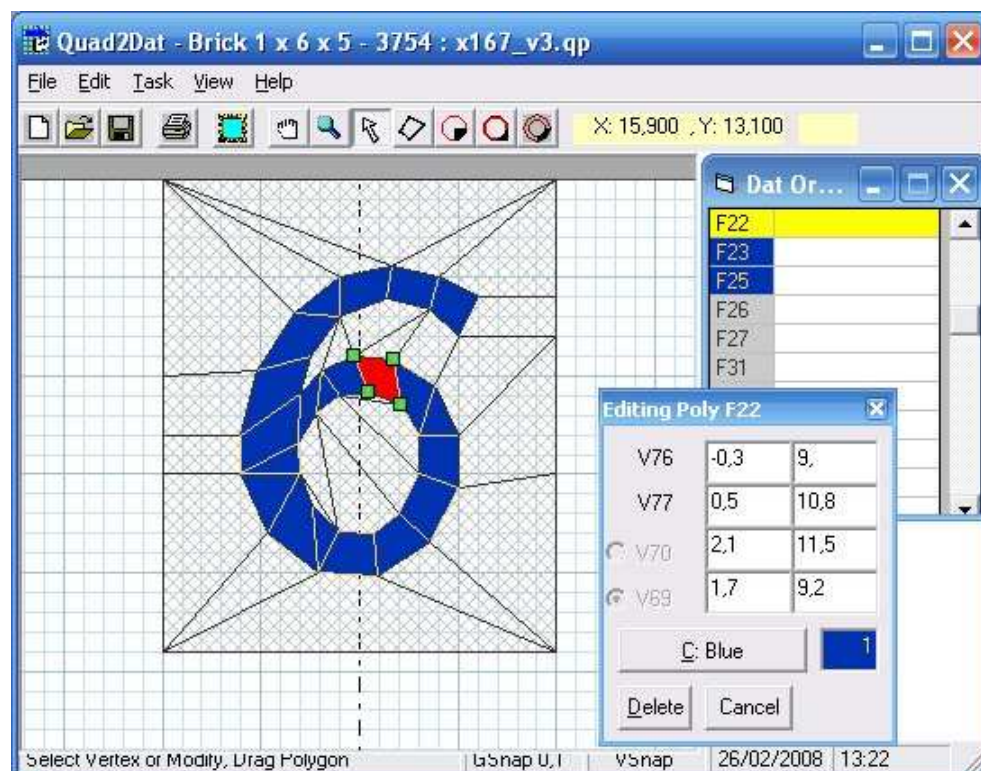 Quad2Dat - Brick 1 x 6 x 5 - 3754 : x167_v3.qp
File Edit Task View Help
X: 15,900 ,Y: 13,100
Dat Or...
F22
F23
F25
F26
F27
F31
Editing Poly F22
V76 -0,3 9,
V77 0,5 10,8
V70 2,1 11,5
V69 1,7 9,2
C: Blue 1
Delete Cancel
Select Vertex or Modify, Drag Polygon GSnap 0,1 VSnap 26/02/2008 13:22